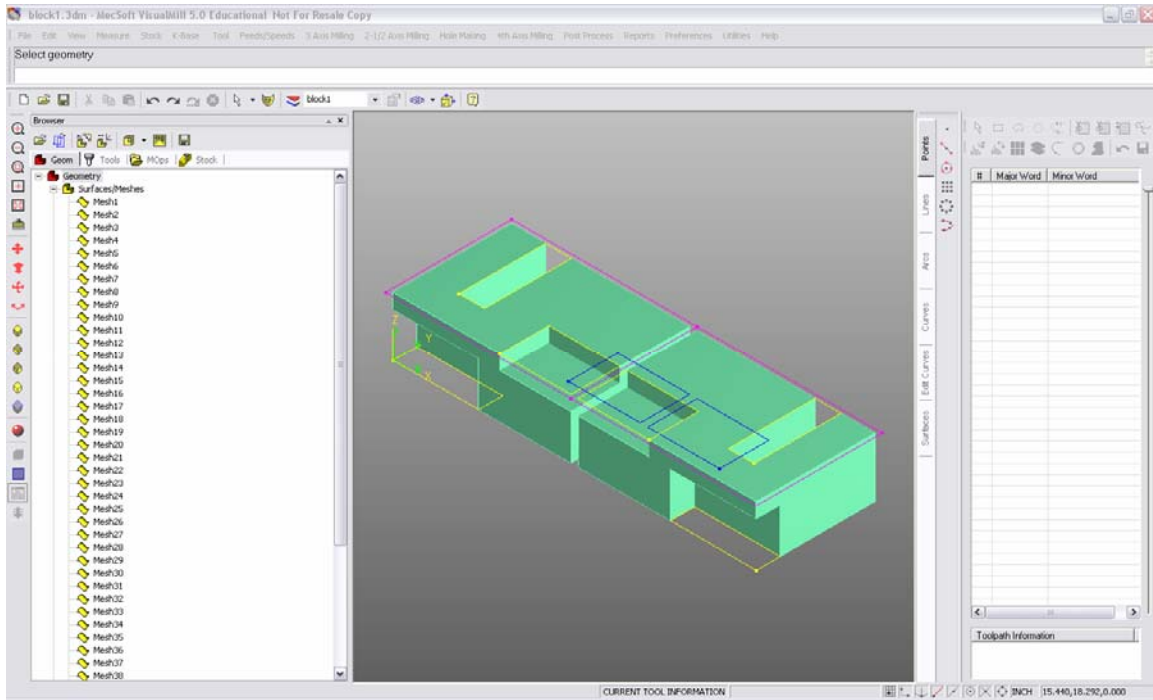 block1.3dm - MecSoft VisualMill 5.0 Educational Not For Resale Copy
File Edit View Measure Stock K-Base Tool Feeds/Speeds 3 Axis Milling 2-1/2 Axis Milling Hole Making 4th Axis Milling Post Process Reports Preferences Utilities Help
Select geometry
block1
Browser
Geom Tools MOps Stock
Geometry
Surfaces/Meshes
Mesh1
Mesh2
Mesh3
Mesh4
Mesh5
Mesh6
Mesh7
Mesh8
Mesh9
Mesh10
Mesh11
Mesh12
Mesh13
Mesh14
Mesh15
Mesh16
Mesh17
Mesh18
Mesh19
Mesh20
Mesh21
Mesh22
Mesh23
Mesh24
Mesh25
Mesh26
Mesh27
Mesh28
Mesh29
Mesh30
Mesh31
Mesh32
Mesh33
Mesh34
Mesh35
Mesh36
Mesh37
Mesh38
Z
Y
X
Points
Lines
Arcs
Curves
Edit Curves
Surfaces
# Major Word Minor Word
Toolpath Information
CURRENT TOOL INFORMATION
INCH 15.440,18.292,0.000